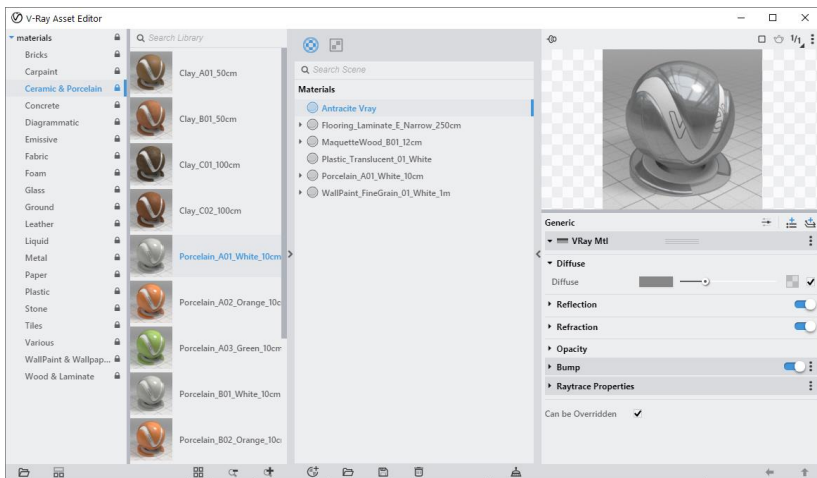 V-Ray Asset Editor
materials
Bricks
Carpaint
Ceramic & Porcelain
Concrete
Diagrammatic
Emissive
Fabric
Foam
Glass
Ground
Leather
Liquid
Metal
Paper
Plastic
Stone
Tiles
Various
WallPaint & Wallpap...
Wood & Laminate
Search Library
Clay_A01_50cm
Clay_B01_50cm
Clay_C01_100cm
Clay_C02_100cm
Porcelain_A01_White_10cm
Porcelain_A02_Orange_10c
Porcelain_A03_Green_10cm
Porcelain_B01_White_10cm
Porcelain_B02_Orange_10c
Search Scene
Materials
Antracite Vray
Flooring_Laminate_E_Narrow_250cm
MaquetteWood_B01_12cm
Plastic_Translucent_01_White
Porcelain_A01_White_10cm
WallPaint_FineGrain_01_White_1m
1/1
Generic
VRay Mtl
Diffuse
Diffuse
Reflection
Refraction
Opacity
Bump
Raytrace Properties
Can be Overridden